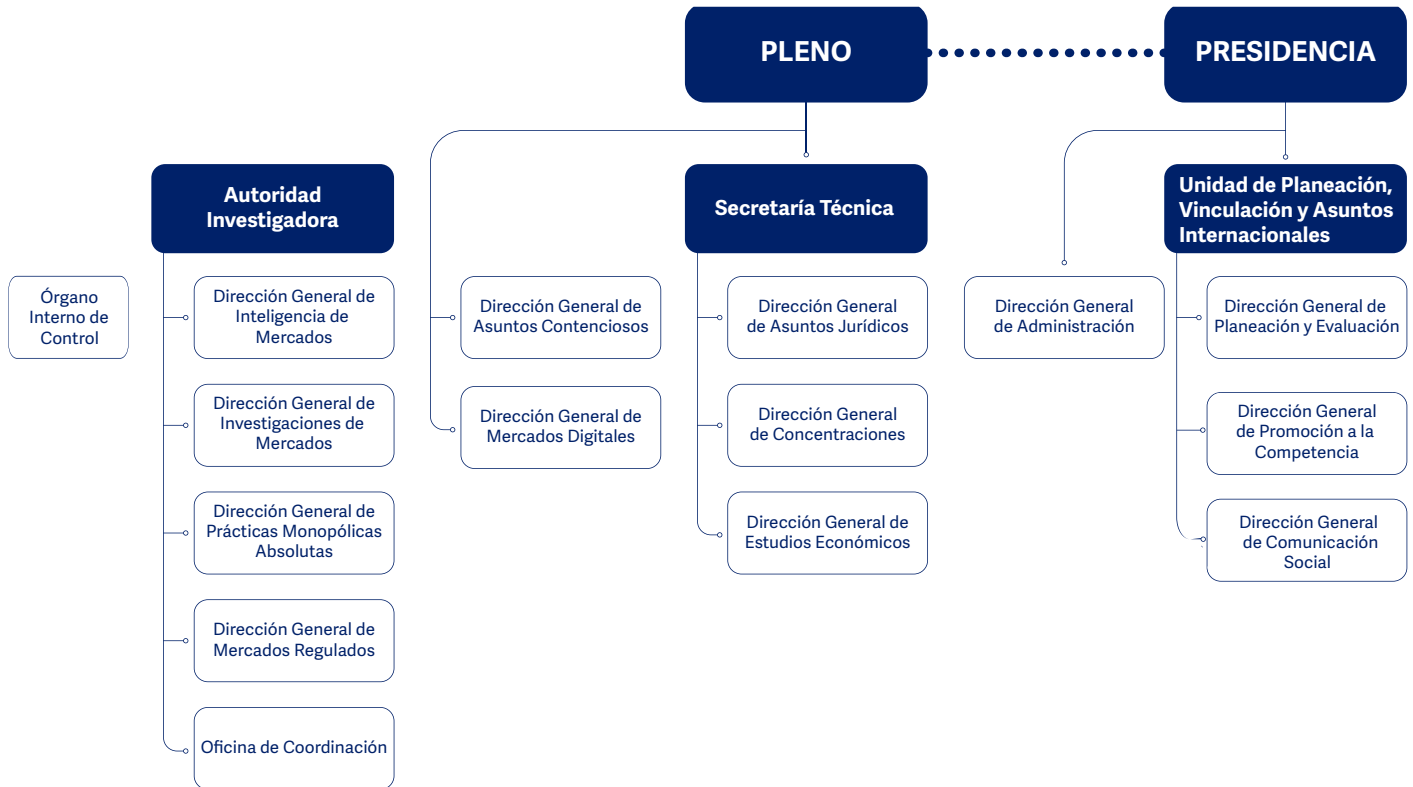 PLENO
PRESIDENCIA
Autoridad
Investigadora
Secretaría Técnica
Unidad de Planeación,
Vinculación y Asuntos
Internacionales
Órgano
Interno de
Control
Dirección General de
Inteligencia de
Mercados
Dirección General de
Asuntos Contenciosos
Dirección General
de Asuntos Jurídicos
Dirección General
de Administración
Dirección General de
Planeación y Evaluación
Dirección General de
Investigaciones de
Mercados
Dirección General de
Mercados Digitales
Dirección General
de Concentraciones
Dirección General
de Promoción a la
Competencia
Dirección General de
Prácticas Monopólicas
Absolutas
Dirección General de
Estudios Económicos
Dirección General
de Comunicación
Social
Dirección General de
Mercados Regulados
Oficina de Coordinación